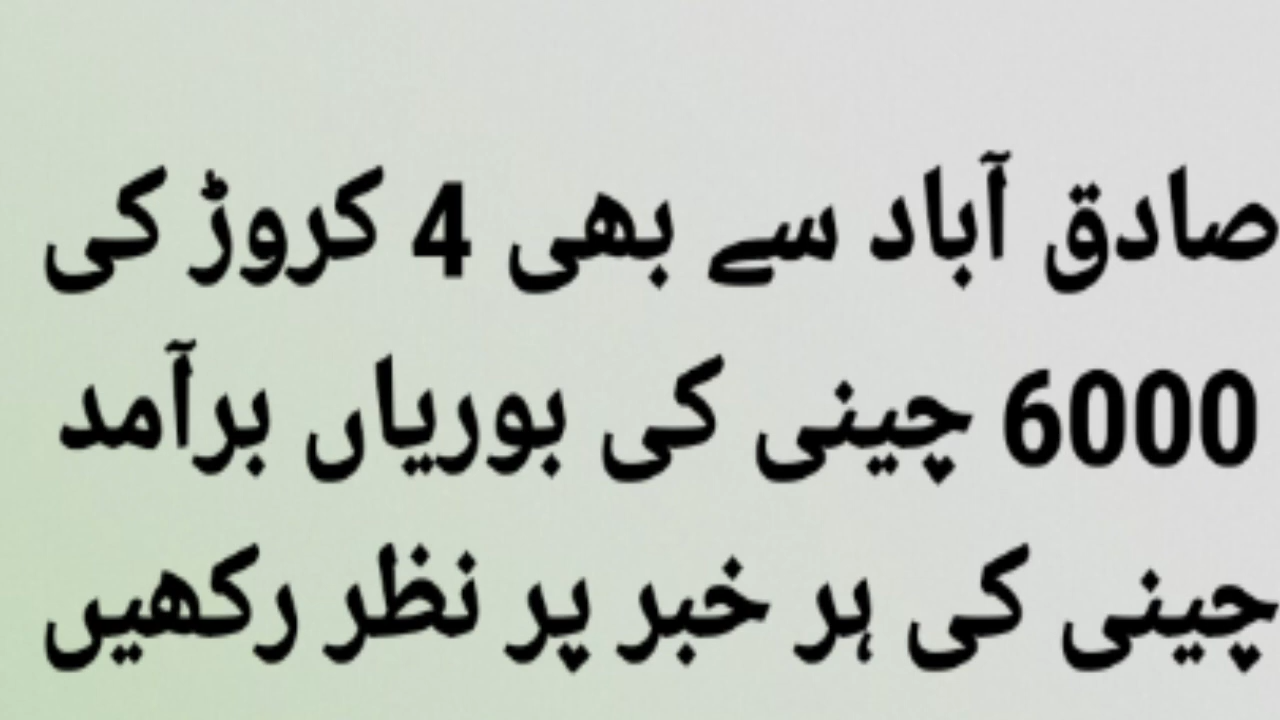 صادق آباد سے بھی 4 کروڑ کی
6000 چینی کی بوریاں برآمد
چینی کی ہر خبر پر نظر رکھیں